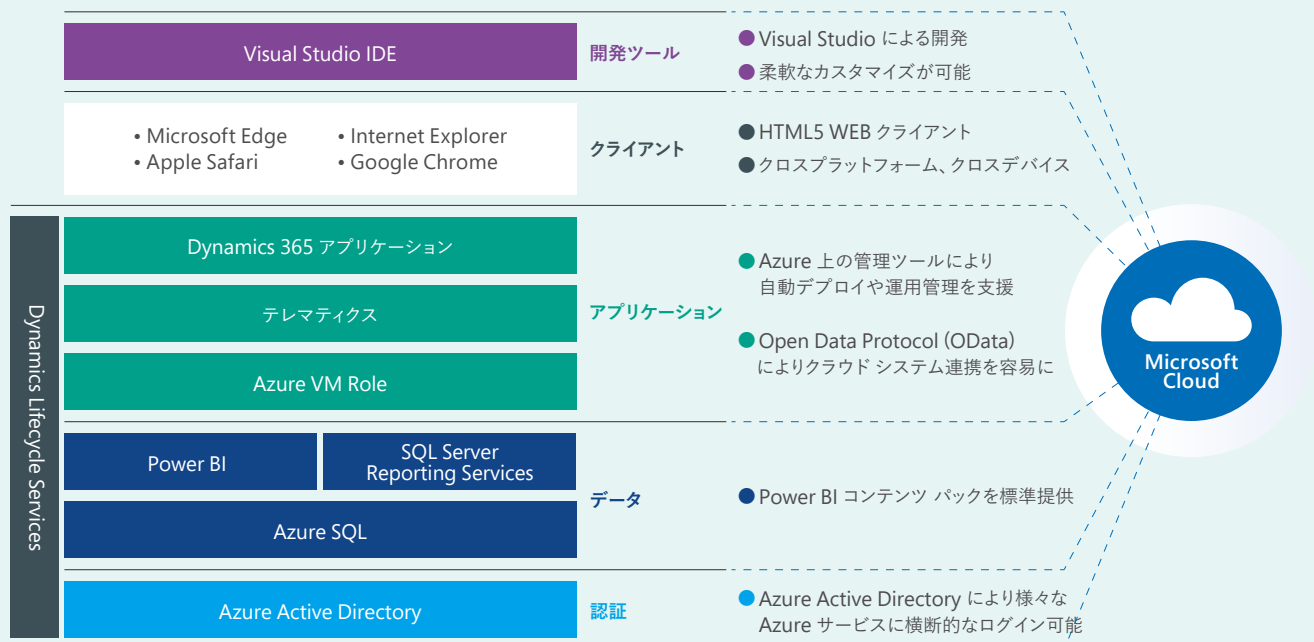 Visual Studio IDE
開発ツール
● Visual Studio による開発
● 柔軟なカスタマイズが可能
• Microsoft Edge
• Internet Explorer
• Apple Safari
• Google Chrome
クライアント
● HTML5 WEB クライアント
● クロスプラットフォーム、クロスデバイス
Dynamics Lifecycle Services
Dynamics 365 アプリケーション
テレマティクス
Azure VM Role
アプリケーション
● Azure 上の管理ツールにより
自動デプロイや運用管理を支援
● Open Data Protocol (OData)
によりクラウド システム連携を容易に
Power BI
SQL Server
Reporting Services
Azure SQL
データ
● Power BI コンテンツ パックを標準提供
Azure Active Directory
認証
● Azure Active Directory により様々な
Azure サービスに横断的なログイン可能
Microsoft
Cloud